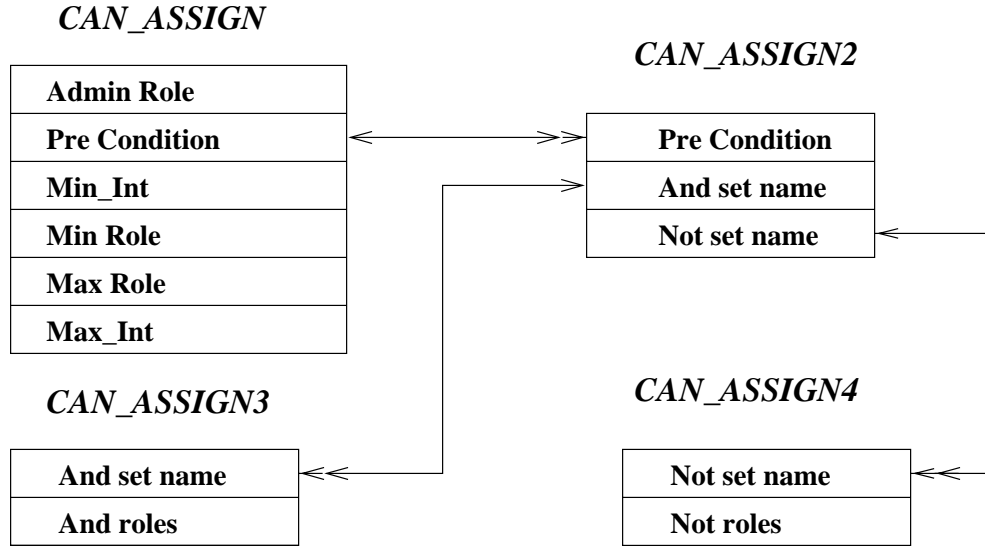 CAN_ASSIGN
Admin Role
Pre Condition
Min_Int
Min Role
Max Role
Max_Int
CAN_ASSIGN2
Pre Condition
And set name
Not set name
CAN_ASSIGN3
And set name
And roles
CAN_ASSIGN4
Not set name
Not roles